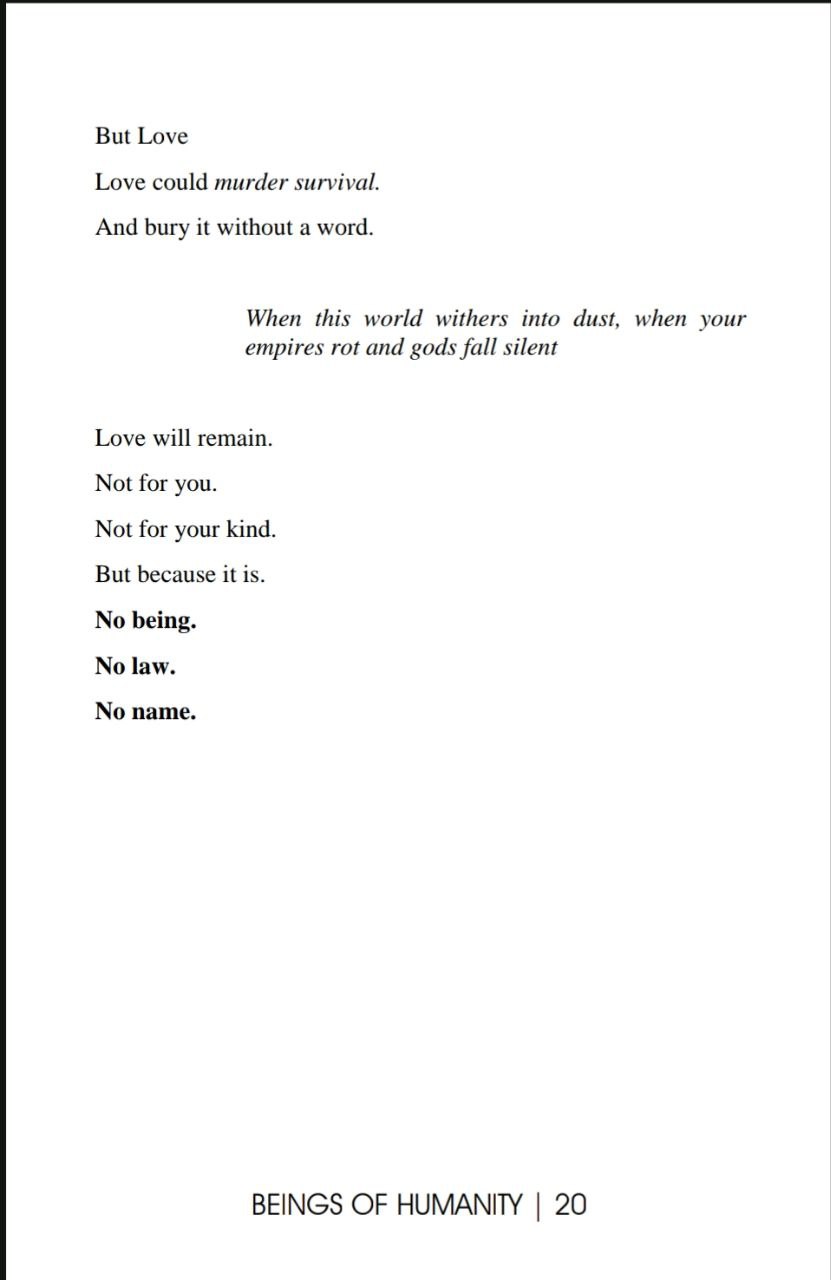 But Love
Love could murder survival.
And bury it without a word.
When this world withers into dust, when your
empires rot and gods fall silent
Love will remain.
Not for you.
Not for your kind.
But because it is.
No being.
No law.
No name.
BEINGS OF HUMANITY | 20